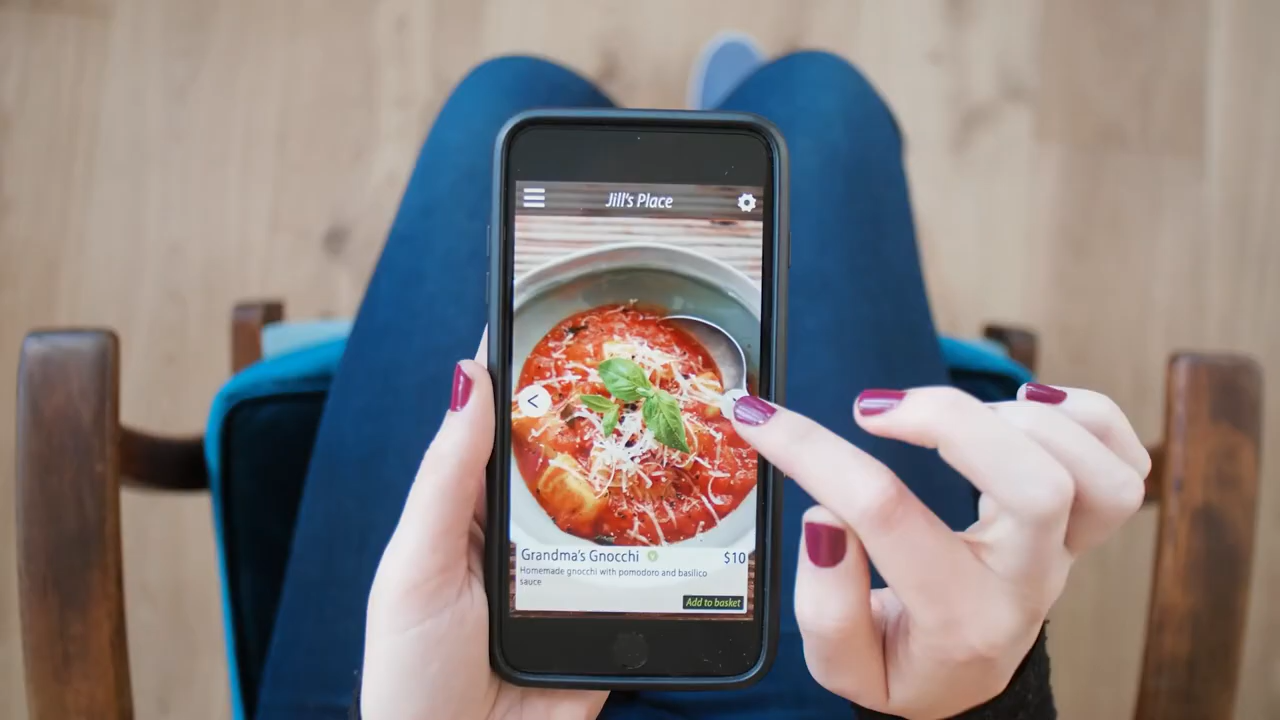 Jill's Place
<
Grandma's Gnocchi $10
Homemade gnocchi with pomodoro and basilico
sauce
Add to basket